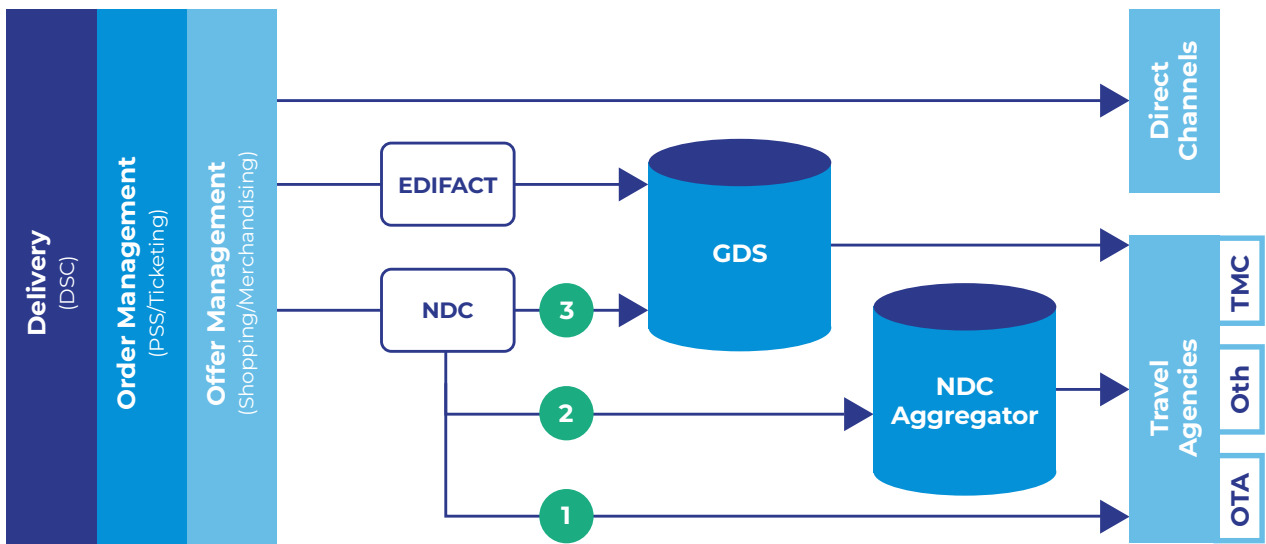 Delivery
(DSC)
Order Management
(PSS/Ticketing)
Offer Management
(Shopping/Merchandising)
EDIFACT
NDC
3
2
1
GDS
NDC
Aggregator
Direct
Channels
Travel
Agencies
TMC
Oth
OTA